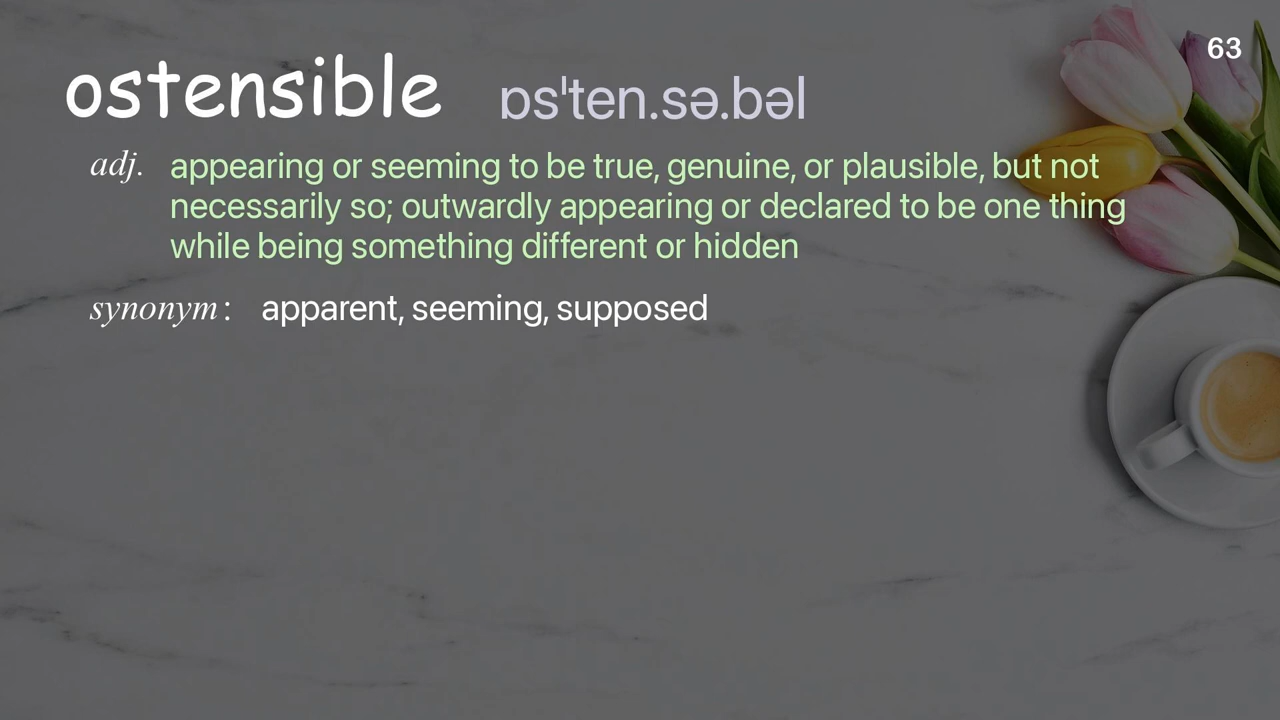 63
ostensible ɒsˈten.sə.bəl
adj. appearing or seeming to be true, genuine, or plausible, but not
necessarily so; outwardly appearing or declared to be one thing
while being something different or hidden
synonym: apparent, seeming, supposed